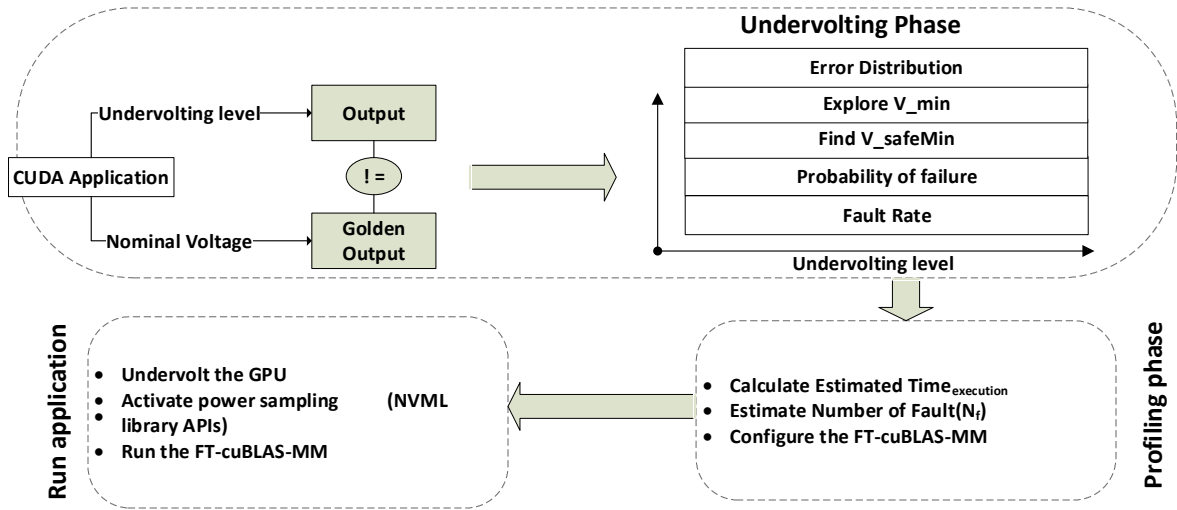 Undervolting Phase
Undervolting level
Output
CUDA Application
! =
Nominal Voltage
Golden
Output
Error Distribution
Explore V_min
Find V_safeMin
Probability of failure
Fault Rate
Undervolting level
Run application
• Undervolt the GPU
• Activate power sampling (NVML
• library APIs)
• Run the FT-cuBLAS-MM
• Calculate Estimated Time_execution
• Estimate Number of Fault(N_f)
• Configure the FT-cuBLAS-MM
Profiling phase